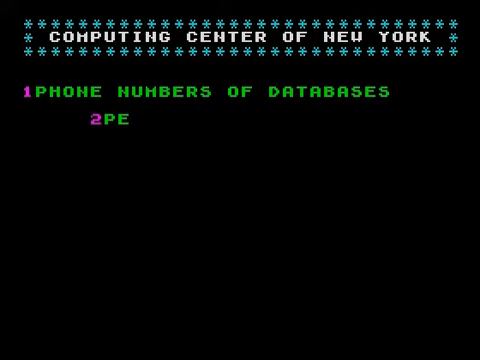 ***********************************
* COMPUTING CENTER OF NEW YORK *
***********************************
1PHONE NUMBERS OF DATABASES
2PE